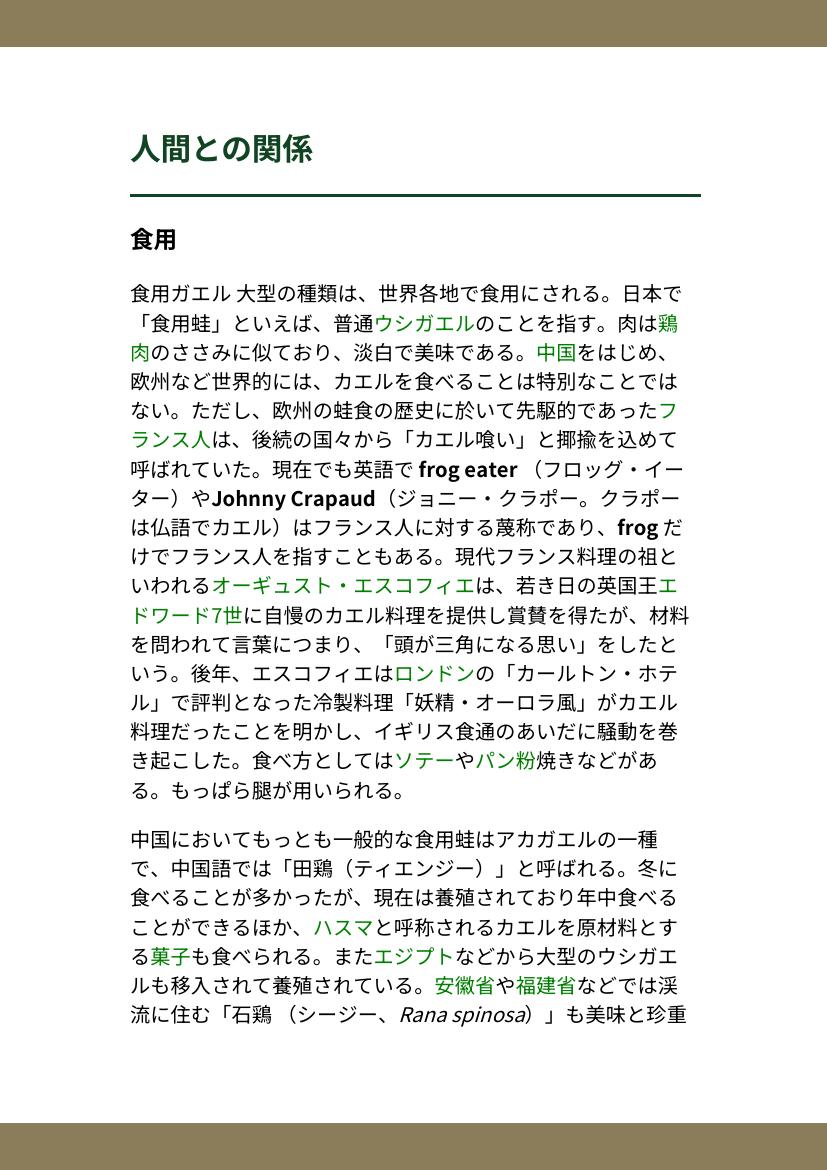 人間との関係
食用
食用ガエル 大型の種類は、世界各地で食用にされる。日本で
「食用蛙」といえば、普通ウシガエルのことを指す。肉は鶏
肉のささみに似ており、淡白で美味である。中国をはじめ、
欧州など世界的には、カエルを食べることは特別なことでは
ない。ただし、欧州の蛙食の歴史に於いて先駆的であったフ
ランス人は、後続の国々から「カエル喰い」と揶揄を込めて
呼ばれていた。現在でも英語で frog eater （フロッグ・イー
ター）やJohnny Crapaud（ジョニー・クラポー。クラポー
は仏語でカエル）はフランス人に対する蔑称であり、frog だ
けでフランス人を指すこともある。現代フランス料理の祖と
いわれるオーギュスト・エスコフィエは、若き日の英国王エ
ドワード7世に自慢のカエル料理を提供し賞賛を得たが、材料
を問われて言葉につまり、「頭が三角になる思い」をしたと
いう。後年、エスコフィエはロンドンの「カールトン・ホテ
ル」で評判となった冷製料理「妖精・オーロラ風」がカエル
料理だったことを明かし、イギリス食通のあいだに騒動を巻
き起こした。食べ方としてはソテーやパン粉焼きなどがあ
る。もっぱら腿が用いられる。
中国においてもっとも一般的な食用蛙はアカガエルの一種
で、中国語では「田鶏（ティエンジー）」と呼ばれる。冬に
食べることが多かったが、現在は養殖されており年中食べる
ことができるほか、ハスマと呼称されるカエルを原材料とす
る菓子も食べられる。またエジプトなどから大型のウシガエ
ルも移入されて養殖されている。安徽省や福建省などでは渓
流に住む「石鶏 （シージー、Rana spinosa）」も美味と珍重